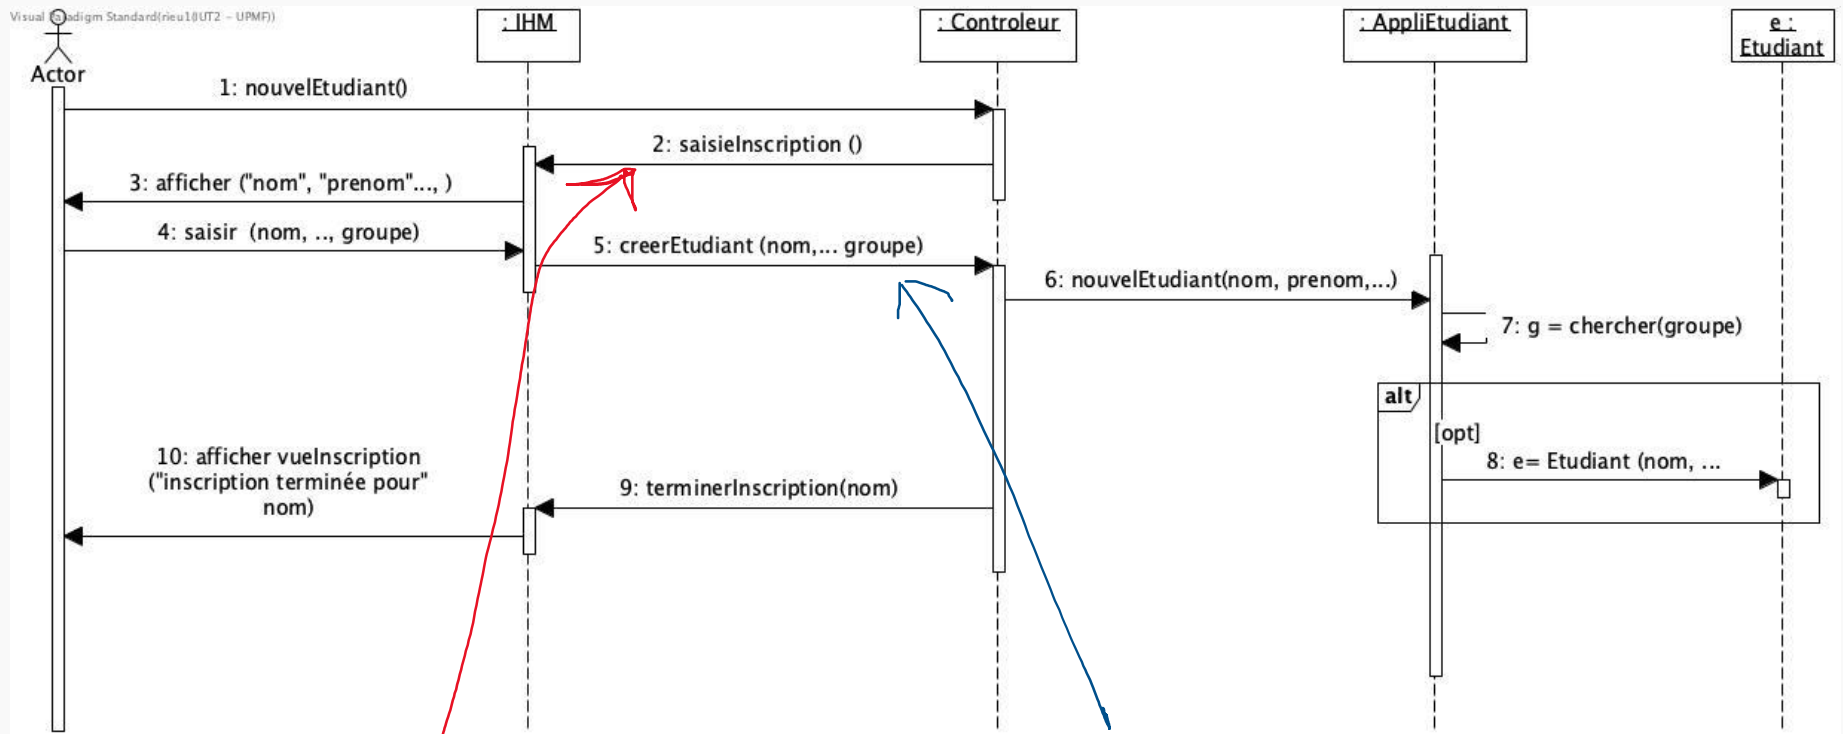 Visual Paradigm Standard(rieu1(IUT2 - UPMF))
: IHM
: Controleur
: AppliEtudiant
e :
Etudiant
Actor
1: nouvelEtudiant()
2: saisieInscription ()
3: afficher ("nom", "prenom"..., )
4: saisir (nom, .., groupe)
5: creerEtudiant (nom,... groupe)
6: nouvelEtudiant(nom, prenom,...)
7: g = chercher(groupe)
alt
[opt]
8: e= Etudiant (nom, ...
9: terminerInscription(nom)
10: afficher vueInscription
("inscription terminée pour"
nom)